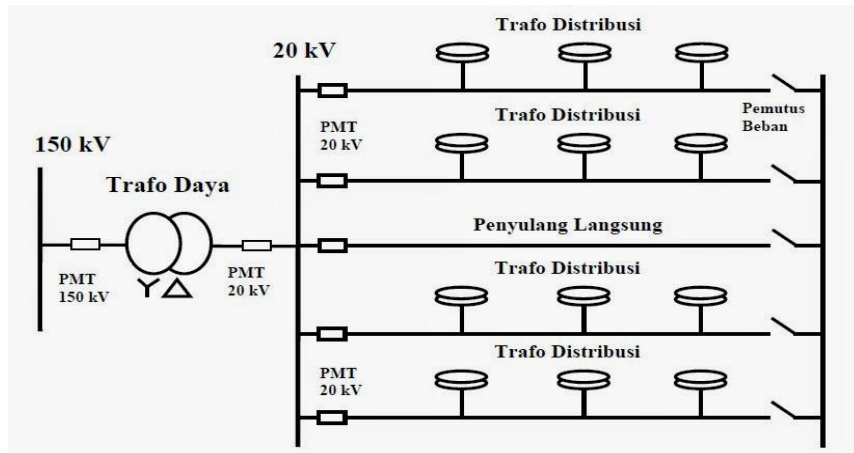 Trafo Distribusi
20 kV
PMT
20 kV
Pemutus
Beban
Trafo Distribusi
150 kV
Trafo Daya
Penyulang Langsung
PMT
150 kV
PMT
20 kV
Trafo Distribusi
Trafo Distribusi
PMT
20 kV